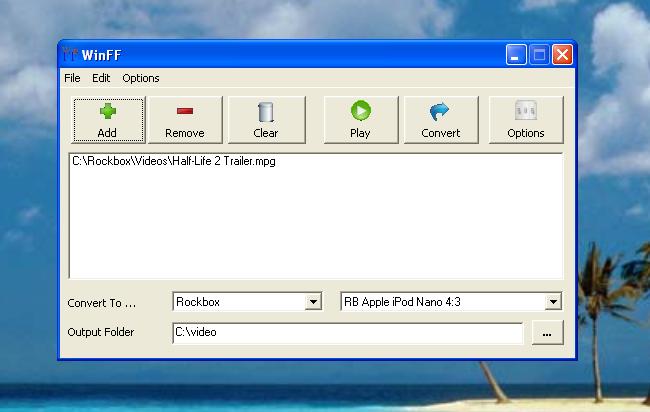 WinFF
File Edit Options
Add Remove Clear Play Convert Options
C:\Rockbox\Videos\Half-Life 2 Trailer.mpg
Convert To ... Rockbox RB Apple iPod Nano 4:3
Output Folder C:\video ...